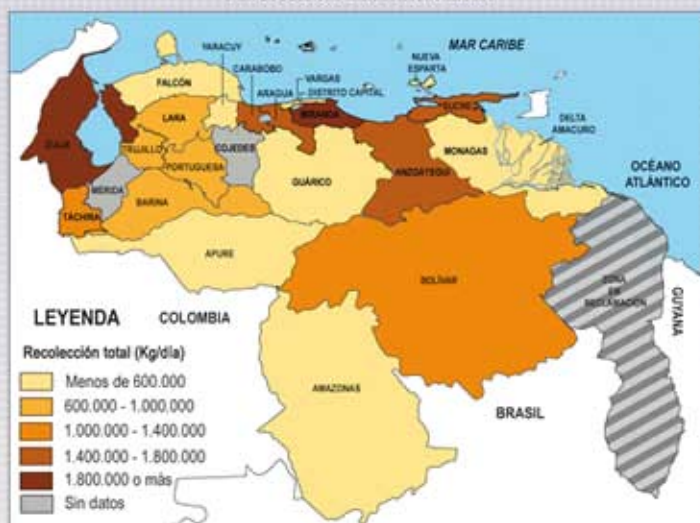 MAR CARIBE
YARACUY
CARABOBO
VARGAS
DISTRITO CAPITAL
ARAGUA
NUEVA
ESPARTA
FALCÓN
LARA
MIRANDA
SUCRE
DELTA
AMACURO
ZULIA
TRUJILLO
COJEDES
PORTUGUESA
MONAGAS
ANZOÁTEGUI
OCÉANO
ATLÁNTICO
MÉRIDA
GUÁRICO
BARINA
TÁCHIRA
APURE
BOLÍVAR
ZONA
EN
RECLAMACIÓN
GUYANA
COLOMBIA
AMAZONAS
BRASIL
LEYENDA
Recolección total (Kg/día)
Menos de 600.000
600.000 - 1.000.000
1.000.000 - 1.400.000
1.400.000 - 1.800.000
1.800.000 o más
Sin datos